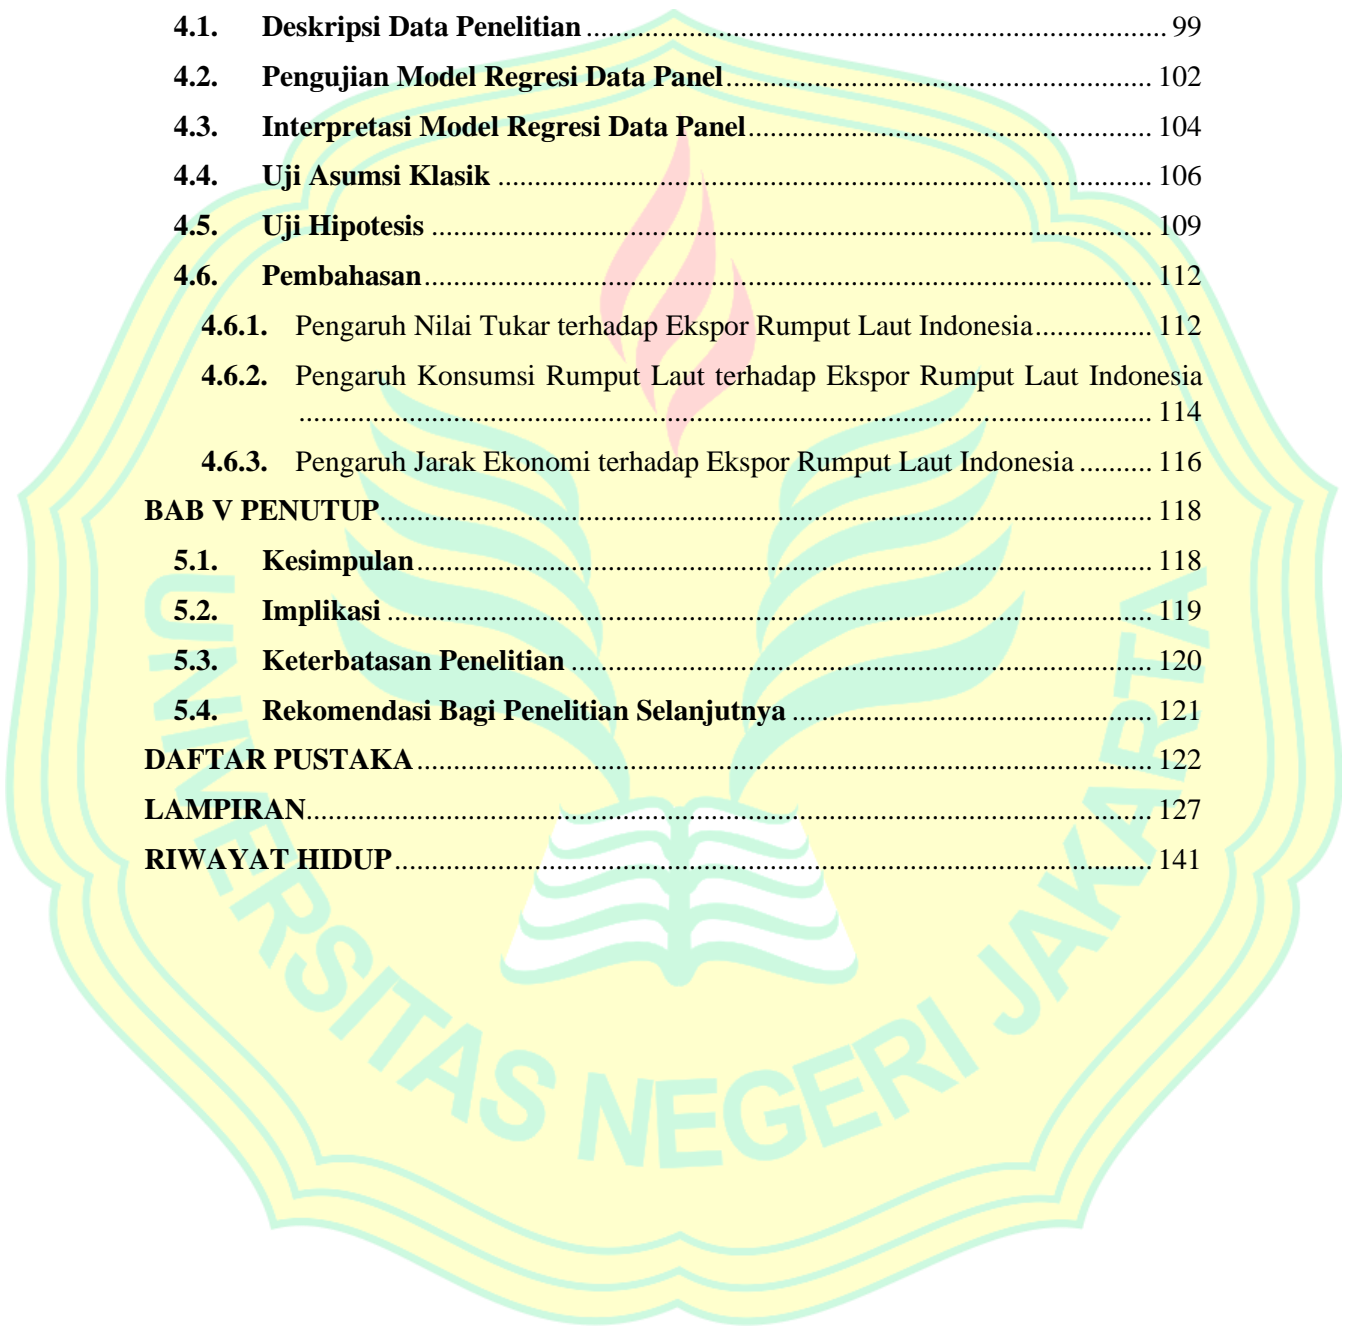 4.1. Deskripsi Data Penelitian ........................................................................... 99
4.2. Pengujian Model Regresi Data Panel ....................................................... 102
4.3. Interpretasi Model Regresi Data Panel .................................................... 104
4.4. Uji Asumsi Klasik ..................................................................................... 106
4.5. Uji Hipotesis .............................................................................................. 109
4.6. Pembahasan ............................................................................................... 112
4.6.1. Pengaruh Nilai Tukar terhadap Ekspor Rumput Laut Indonesia ............... 112
4.6.2. Pengaruh Konsumsi Rumput Laut terhadap Ekspor Rumput Laut Indonesia
............................................................................................................... 114
4.6.3. Pengaruh Jarak Ekonomi terhadap Ekspor Rumput Laut Indonesia .......... 116
BAB V PENUTUP .................................................................................................... 118
5.1. Kesimpulan ................................................................................................ 118
5.2. Implikasi .................................................................................................... 119
5.3. Keterbatasan Penelitian ............................................................................ 120
5.4. Rekomendasi Bagi Penelitian Selanjutnya ............................................... 121
DAFTAR PUSTAKA ................................................................................................ 122
LAMPIRAN .............................................................................................................. 127
RIWAYAT HIDUP ................................................................................................... 141
UNIVERSITAS NEGERI JAKARTA